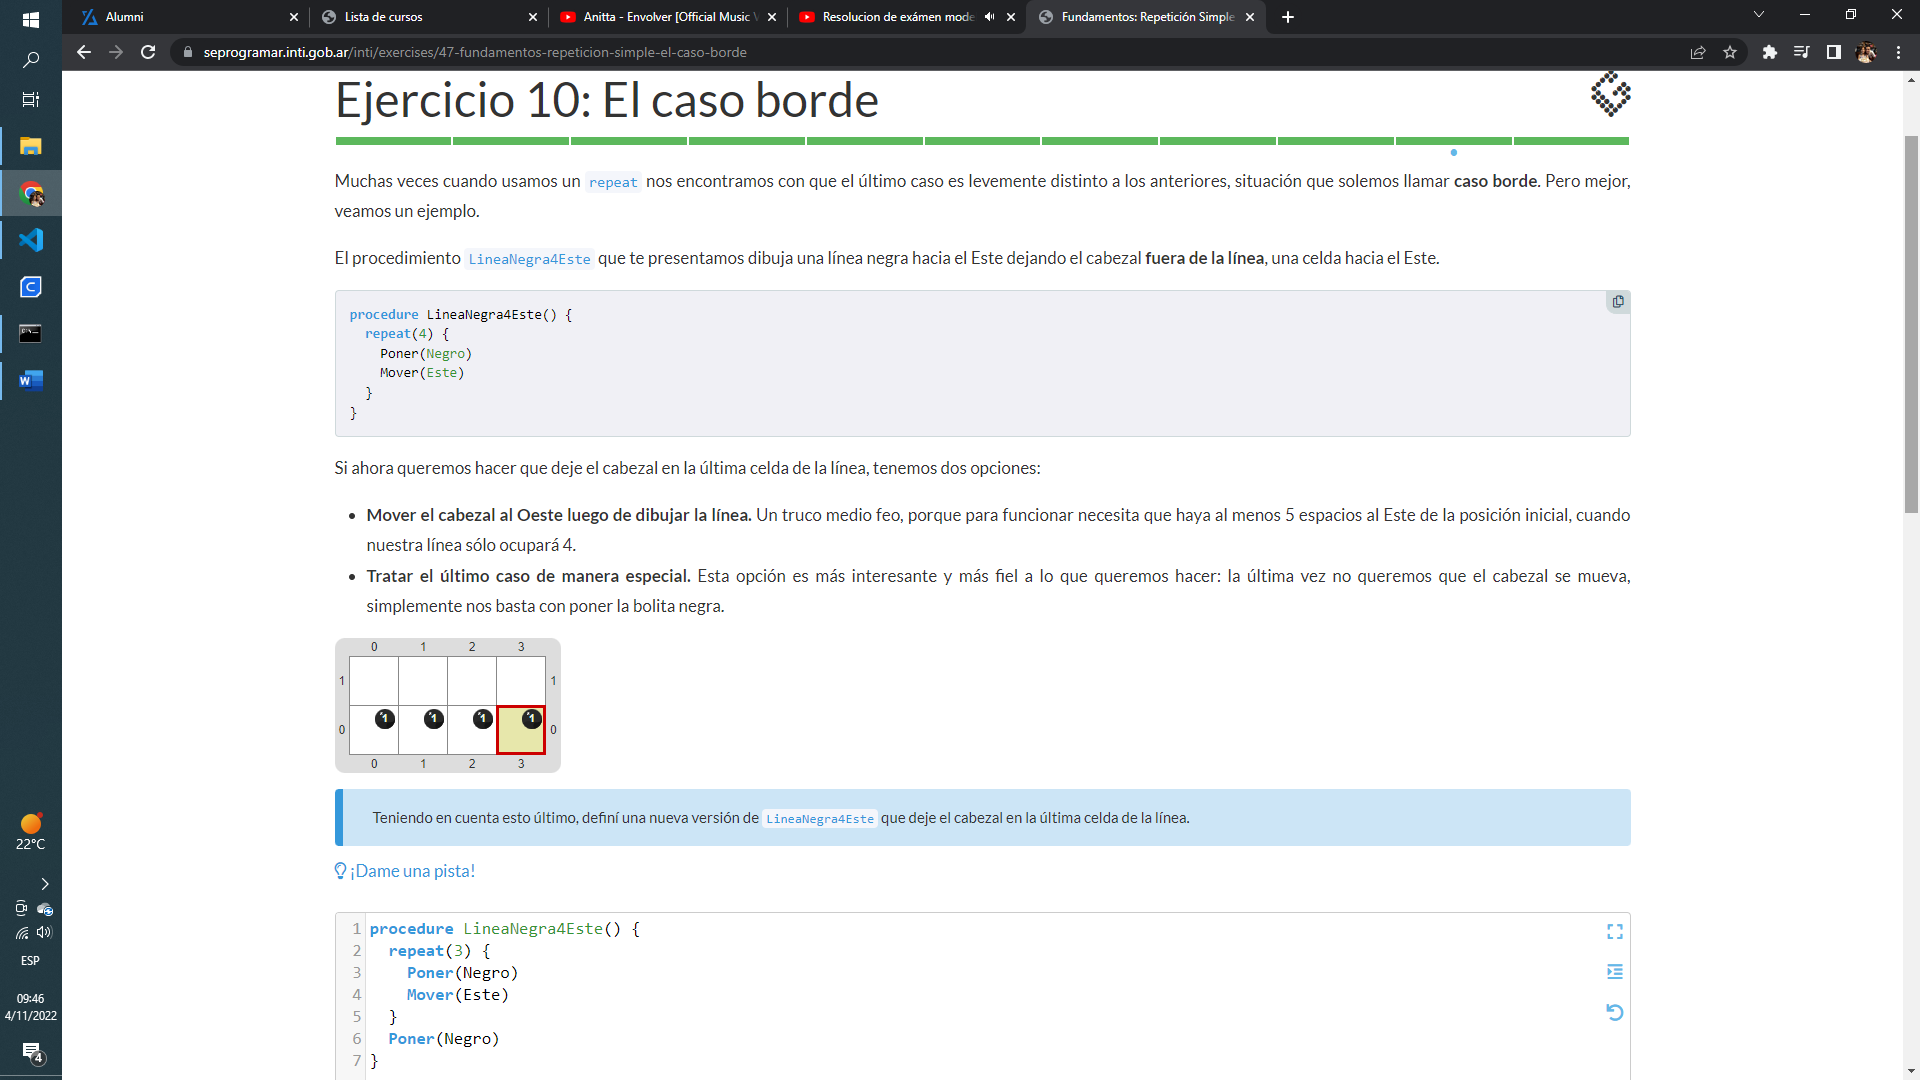 Alumni
Lista de cursos
Anitta - Envolver [Official Music V
Resolucion de exámen mode
Fundamentos: Repetición Simple
seprogramar.inti.gob.ar/inti/exercises/47-fundamentos-repeticion-simple-el-caso-borde
Ejercicio 10: El caso borde
Muchas veces cuando usamos un repeat nos encontramos con que el último caso es levemente distinto a los anteriores, situación que solemos llamar caso borde. Pero mejor,
veamos un ejemplo.
El procedimiento LineaNegra4Este que te presentamos dibuja una línea negra hacia el Este dejando el cabezal fuera de la línea, una celda hacia el Este.
procedure LineaNegra4Este() {
repeat(4) {
Poner(Negro)
Mover(Este)
}
}
Si ahora queremos hacer que deje el cabezal en la última celda de la línea, tenemos dos opciones:
• Mover el cabezal al Oeste luego de dibujar la línea. Un truco medio feo, porque para funcionar necesita que haya al menos 5 espacios al Este de la posición inicial, cuando
nuestra línea sólo ocupará 4.
• Tratar el último caso de manera especial. Esta opción es más interesante y más fiel a lo que queremos hacer: la última vez no queremos que el cabezal se mueva,
simplemente nos basta con poner la bolita negra.
0 1 2 3
1 1
0 1 1 1 1 0
0 1 2 3
Teniendo en cuenta esto último, definí una nueva versión de LineaNegra4Este que deje el cabezal en la última celda de la línea.
¡Dame una pista!
1 procedure LineaNegra4Este() {
2 repeat(3) {
3 Poner(Negro)
4 Mover(Este)
5 }
6 Poner(Negro)
7 }
22°C
ESP
09:46
4/11/2022
4